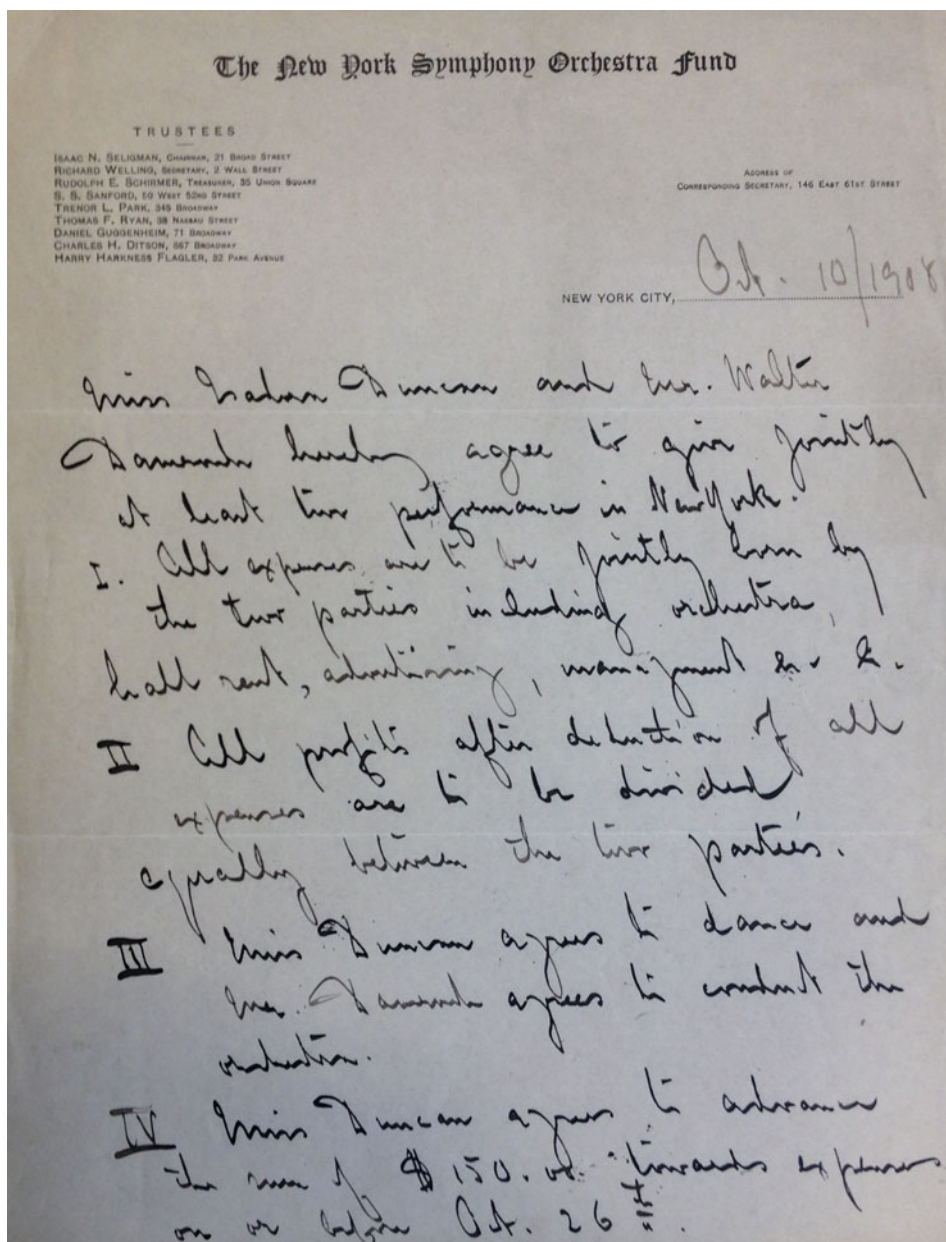 The New York Symphony Orchestra Fund
TRUSTEES
ISAAC N. SELIGMAN, CHAIRMAN, 21 BROAD STREET
RICHARD WELLING, SECRETARY, 2 WALL STREET
RUDOLPH E. SCHIRMER, TREASURER, 35 UNION SQUARE
S. S. SANFORD, 50 WEST 52ND STREET
TRENOR L. PARK, 345 BROADWAY
THOMAS F. RYAN, 38 NASSAU STREET
DANIEL GUGGENHEIM, 71 BROADWAY
CHARLES H. DITSON, 867 BROADWAY
HARRY HARKNESS FLAGLER, 32 PARK AVENUE
ADDRESS OF
CORRESPONDING SECRETARY, 146 EAST 61ST STREET
NEW YORK CITY, Oct. 10/1908
Miss Isadora Duncan and Mr. Walter
Damrosch hereby agree to give jointly
at least two performance in New York.
I. All expenses are to be jointly born by
the two parties including orchestra,
hall rent, advertising, management &c &c.
II All profits after deduction of all
expenses are to be divided
equally between the two parties.
III Miss Duncan agrees to dance and
Mr. Damrosch agrees to conduct the
orchestra.
IV Miss Duncan agrees to advance
the sum of $150.00 towards expenses
on or before Oct. 26th.